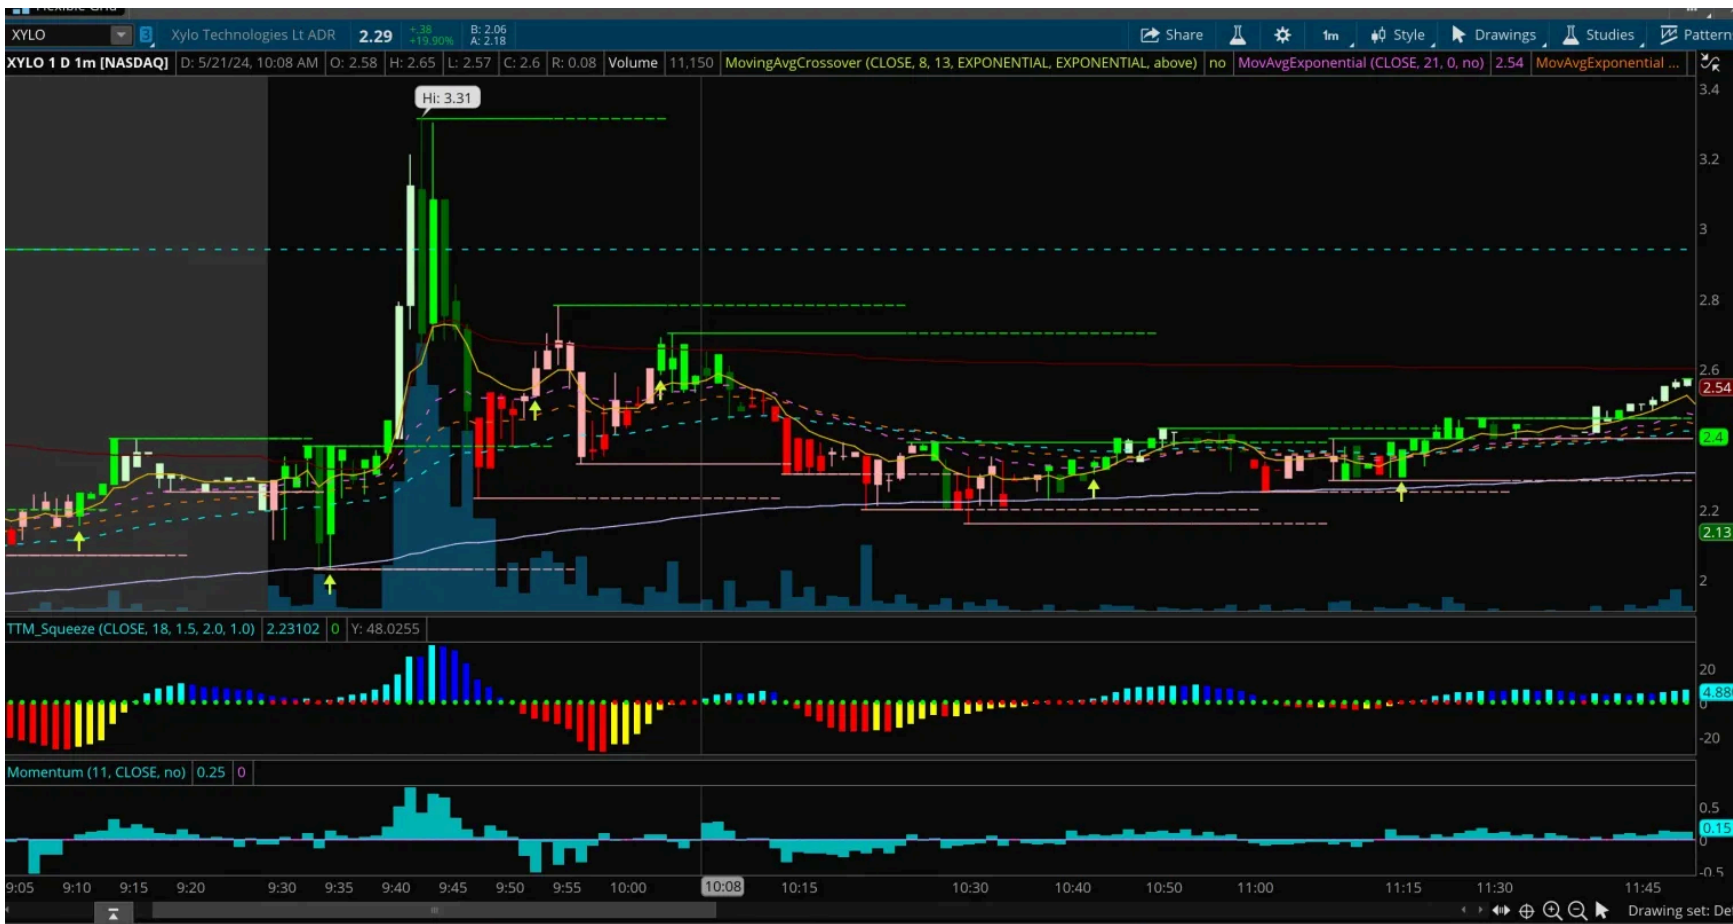 Flexible Grid
XYLO 3 Xylo Technologies Lt ADR 2.29 +.38 B: 2.06
+19.90% A: 2.18
Share 1m Style Drawings Studies Pattern
XYLO 1 D 1m [NASDAQ] D: 5/21/24, 10:08 AM O: 2.58 H: 2.65 L: 2.57 C: 2.6 R: 0.08 Volume 11,150 MovingAvgCrossover (CLOSE, 8, 13, EXPONENTIAL, EXPONENTIAL, above) no MovAvgExponential (CLOSE, 21, 0, no) 2.54 MovAvgExponential ...
3.4
Hi: 3.31
3.2
3
2.8
2.6
2.54
2.4
2.2
2.13
2
TTM_Squeeze (CLOSE, 18, 1.5, 2.0, 1.0) 2.23102 0 Y: 48.0255
20
4.88
0
-20
Momentum (11, CLOSE, no) 0.25 0
0.5
0.15
0
-0.5
9:05 9:10 9:15 9:20 9:30 9:35 9:40 9:45 9:50 9:55 10:00 10:08 10:15 10:30 10:40 10:50 11:00 11:15 11:30 11:45
Drawing set: De